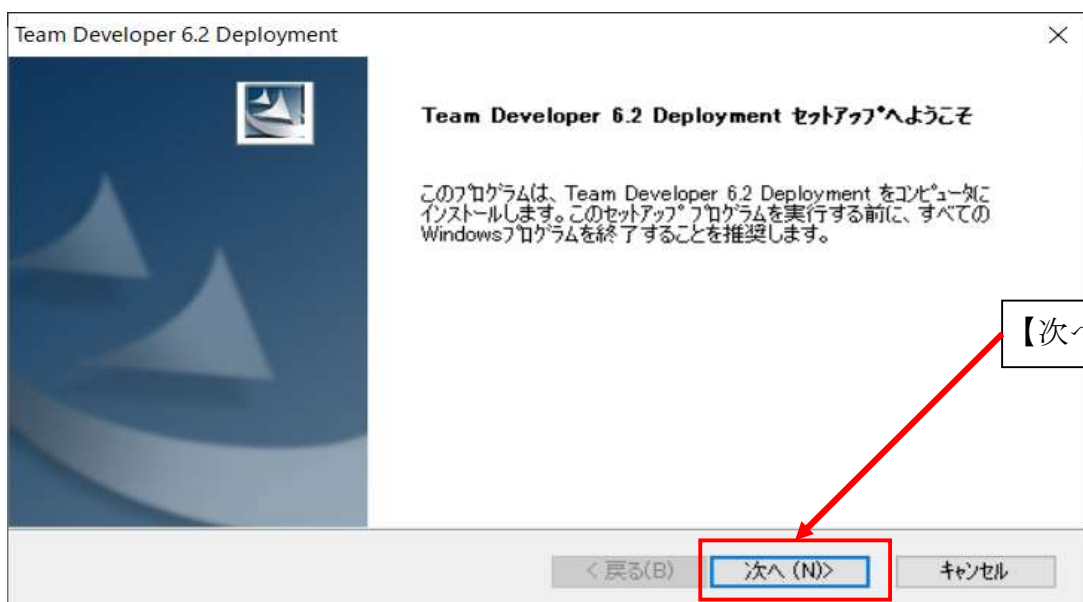 Team Developer 6.2 Deployment
Team Developer 6.2 Deployment ｾｯﾄｱｯﾌﾟへようこそ
このﾌﾟﾛｸﾞﾗﾑは、Team Developer 6.2 Deployment をｺﾝﾋﾟｭｰﾀに
ｲﾝｽﾄｰﾙします。このｾｯﾄｱｯﾌﾟ ﾌﾟﾛｸﾞﾗﾑを実行する前に、すべての
Windowsﾌﾟﾛｸﾞﾗﾑを終了することを推奨します。
【次へ
< 戻る(B)
次へ (N)>
ｷｬﾝｾﾙ